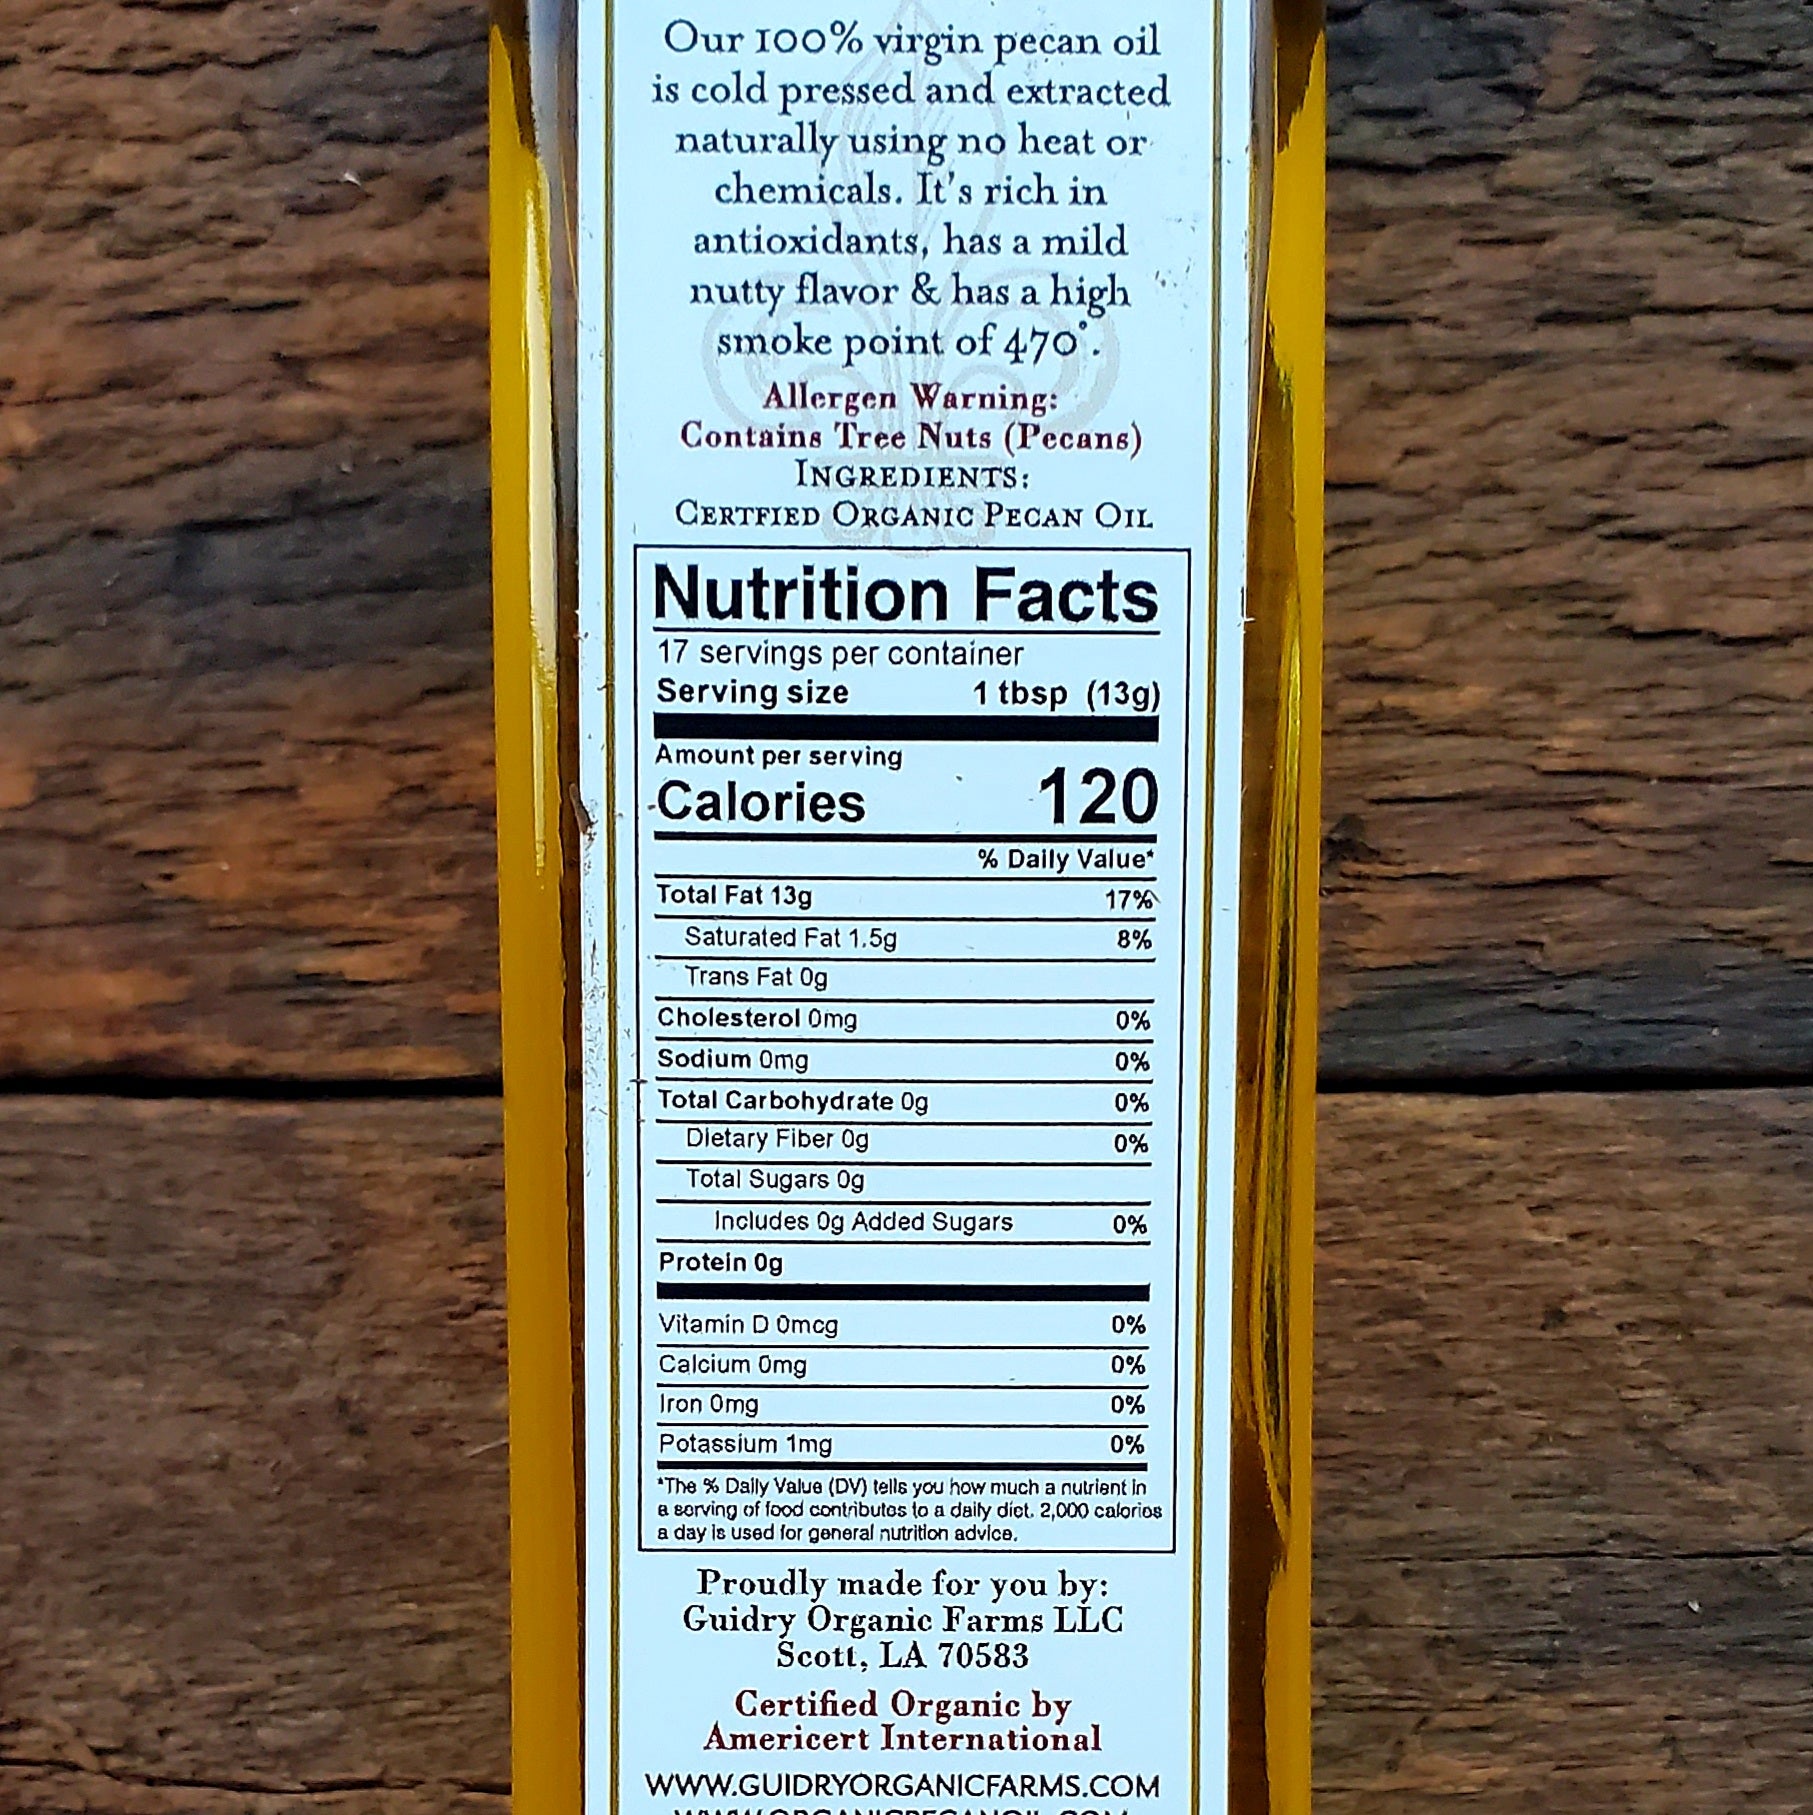 Our 100% virgin pecan oil
is cold pressed and extracted
naturally using no heat or
chemicals. It's rich in
antioxidants, has a mild
nutty flavor & has a high
smoke point of 470°.
Allergen Warning:
Contains Tree Nuts (Pecans)
INGREDIENTS:
CERTFIED ORGANIC PECAN OIL
Nutrition Facts
17 servings per container
Serving size 1 tbsp (13g)
Amount per serving
Calories 120
% Daily Value*
Total Fat 13g 17%
Saturated Fat 1.5g 8%
Trans Fat 0g
Cholesterol 0mg 0%
Sodium 0mg 0%
Total Carbohydrate 0g 0%
Dietary Fiber 0g 0%
Total Sugars 0g
Includes 0g Added Sugars 0%
Protein 0g
Vitamin D 0mcg 0%
Calcium 0mg 0%
Iron 0mg 0%
Potassium 1mg 0%
*The % Daily Value (DV) tells you how much a nutrient in
a serving of food contributes to a daily diet. 2,000 calories
a day is used for general nutrition advice.
Proudly made for you by:
Guidry Organic Farms LLC
Scott, LA 70583
Certified Organic by
Americert International
WWW.GUIDRYORGANICFARMS.COM
WWW.ORGANICPECANOIL.COM